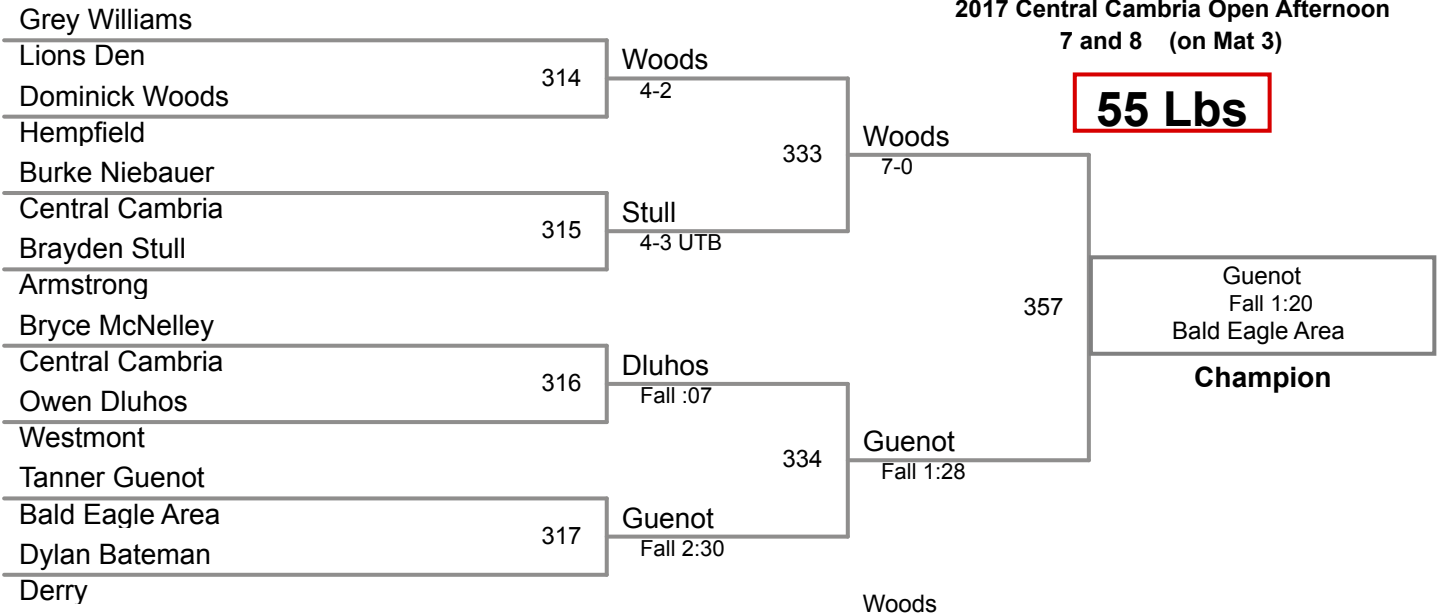 2017 Central Cambria Open Afternoon
7 and 8 (on Mat 3)
55 Lbs
Grey Williams
Lions Den
314
Dominick Woods
Hempfield
Woods
4-2
Burke Niebauer
Central Cambria
315
Brayden Stull
Armstrong
Stull
4-3 UTB
333
Woods
7-0
Bryce McNelley
Central Cambria
316
Owen Dluhos
Westmont
Dluhos
Fall :07
Tanner Guenot
Bald Eagle Area
317
Dylan Bateman
Derry
Guenot
Fall 2:30
334
Guenot
Fall 1:28
357
Guenot
Fall 1:20
Bald Eagle Area
Champion
Woods